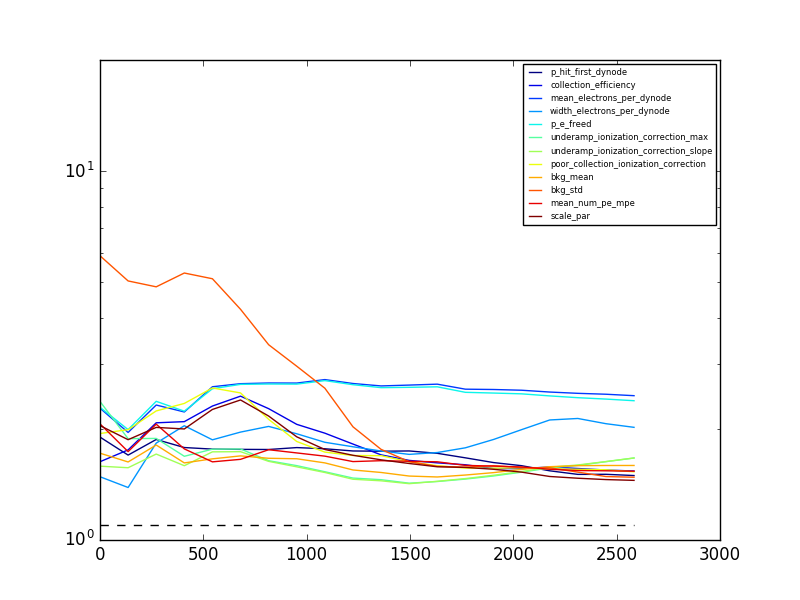 10^1
10^0
p_hit_first_dynode
collection_efficiency
mean_electrons_per_dynode
width_electrons_per_dynode
p_e_freed
underamp_ionization_correction_max
underamp_ionization_correction_slope
poor_collection_ionization_correction
bkg_mean
bkg_std
mean_num_pe_mpe
scale_par
0 500 1000 1500 2000 2500 3000